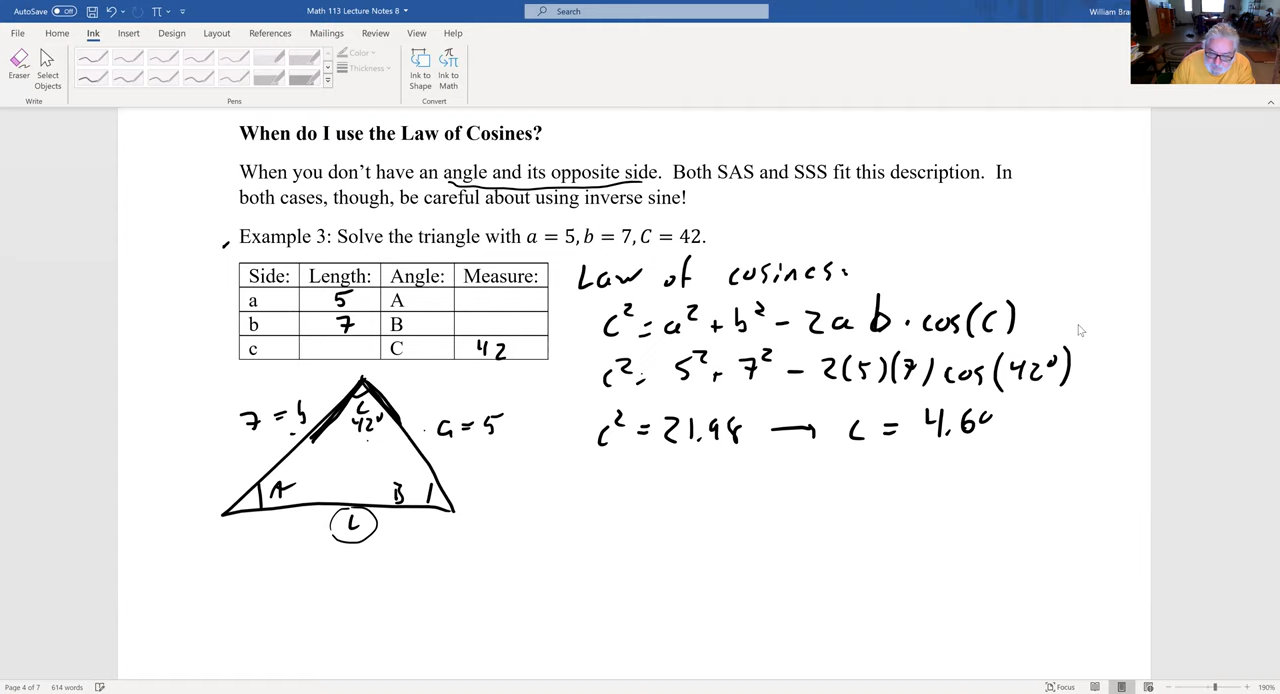 AutoSave Off
Math 113 Lecture Notes 8
Search
File Home Ink Insert Design Layout References Mailings Review View Help
Eraser
Select Objects
Color
Thickness
Ink to Shape
Ink to Math
Write
Pens
Convert
When do I use the Law of Cosines?
When you don't have an angle and its opposite side. Both SAS and SSS fit this description. In
both cases, though, be careful about using inverse sine!
Example 3: Solve the triangle with a = 5, b = 7, C = 42.
Side: Length: Angle: Measure:
a 5 A
b 7 B
c C 42
Law of cosines:
c² = a² + b² - 2ab · cos(C)
c² = 5² + 7² - 2(5)(7) cos(42°)
c² = 21.98 → c = 4.6
7 = b
C
42°
a = 5
A
B
c
Page 4 of 7 614 words
Focus
190%